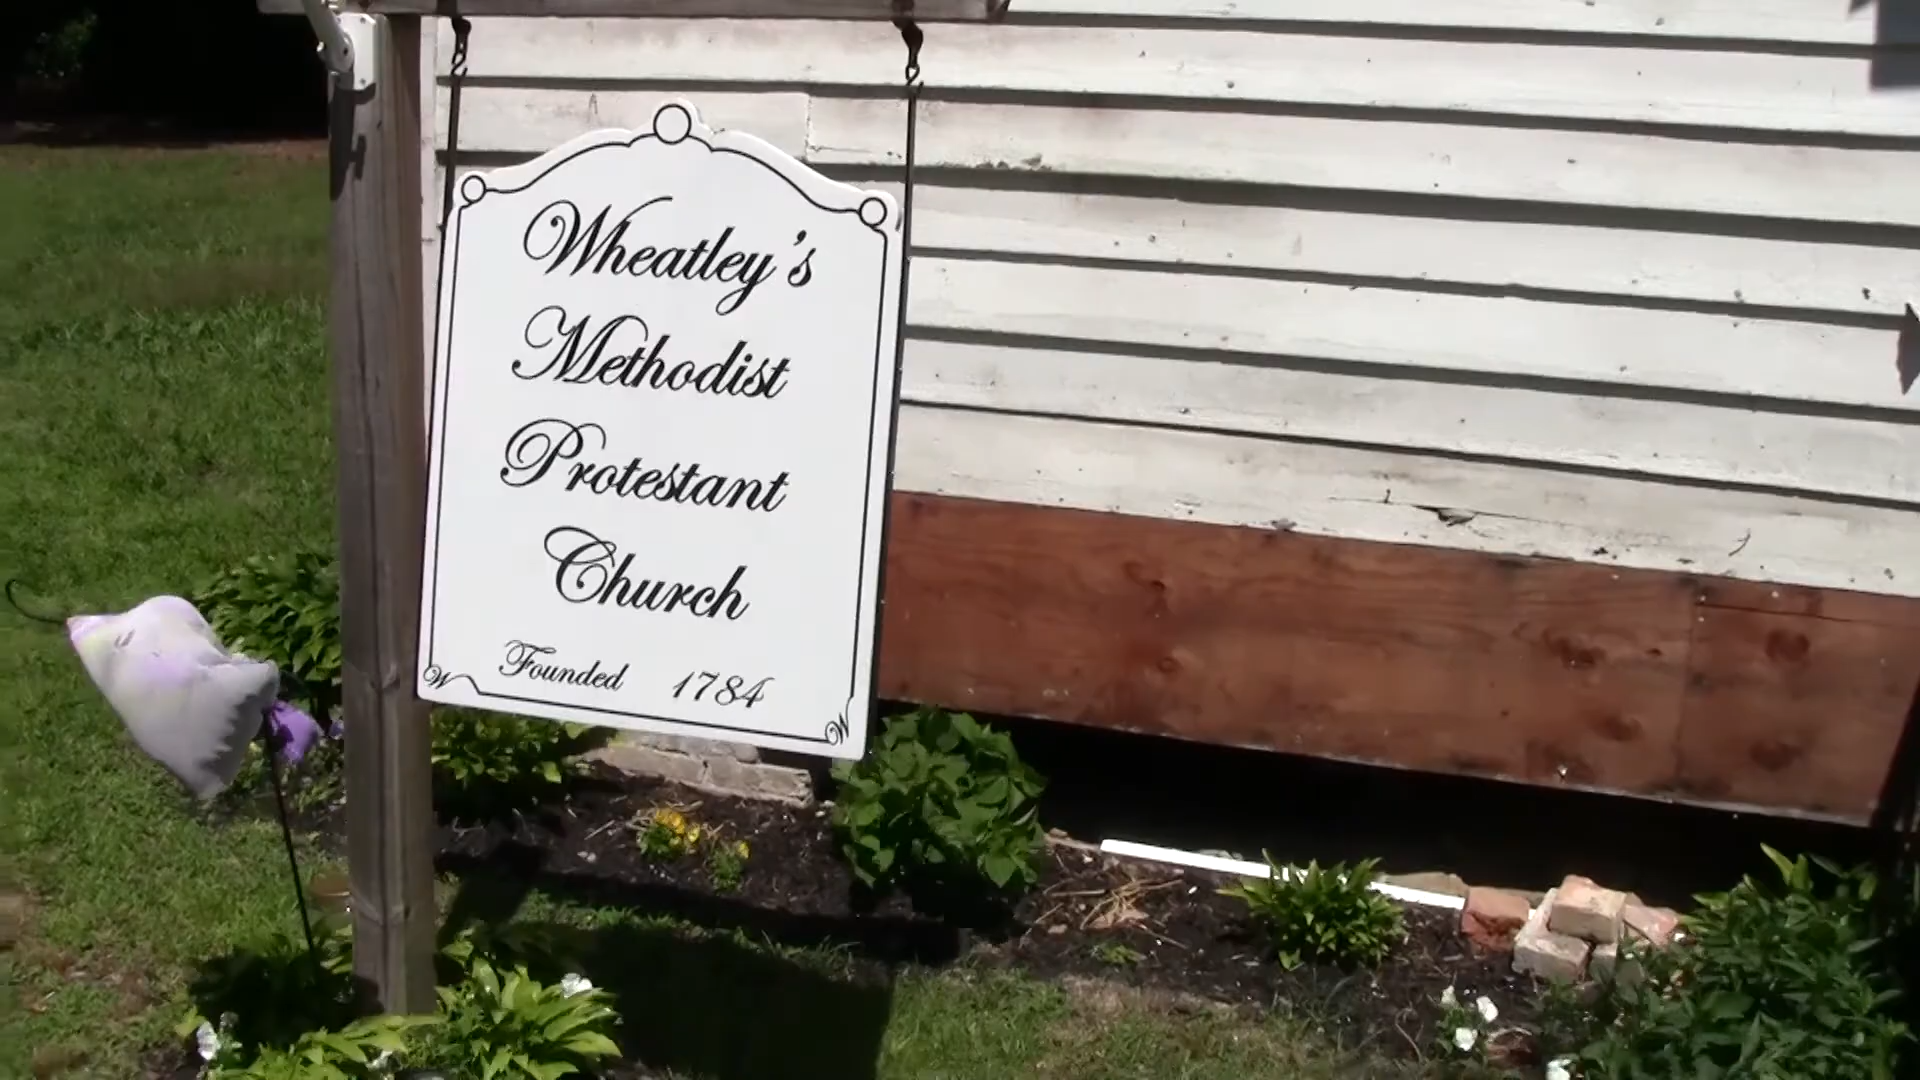 Wheatley's
Methodist
Protestant
Church
Founded 1784
W W